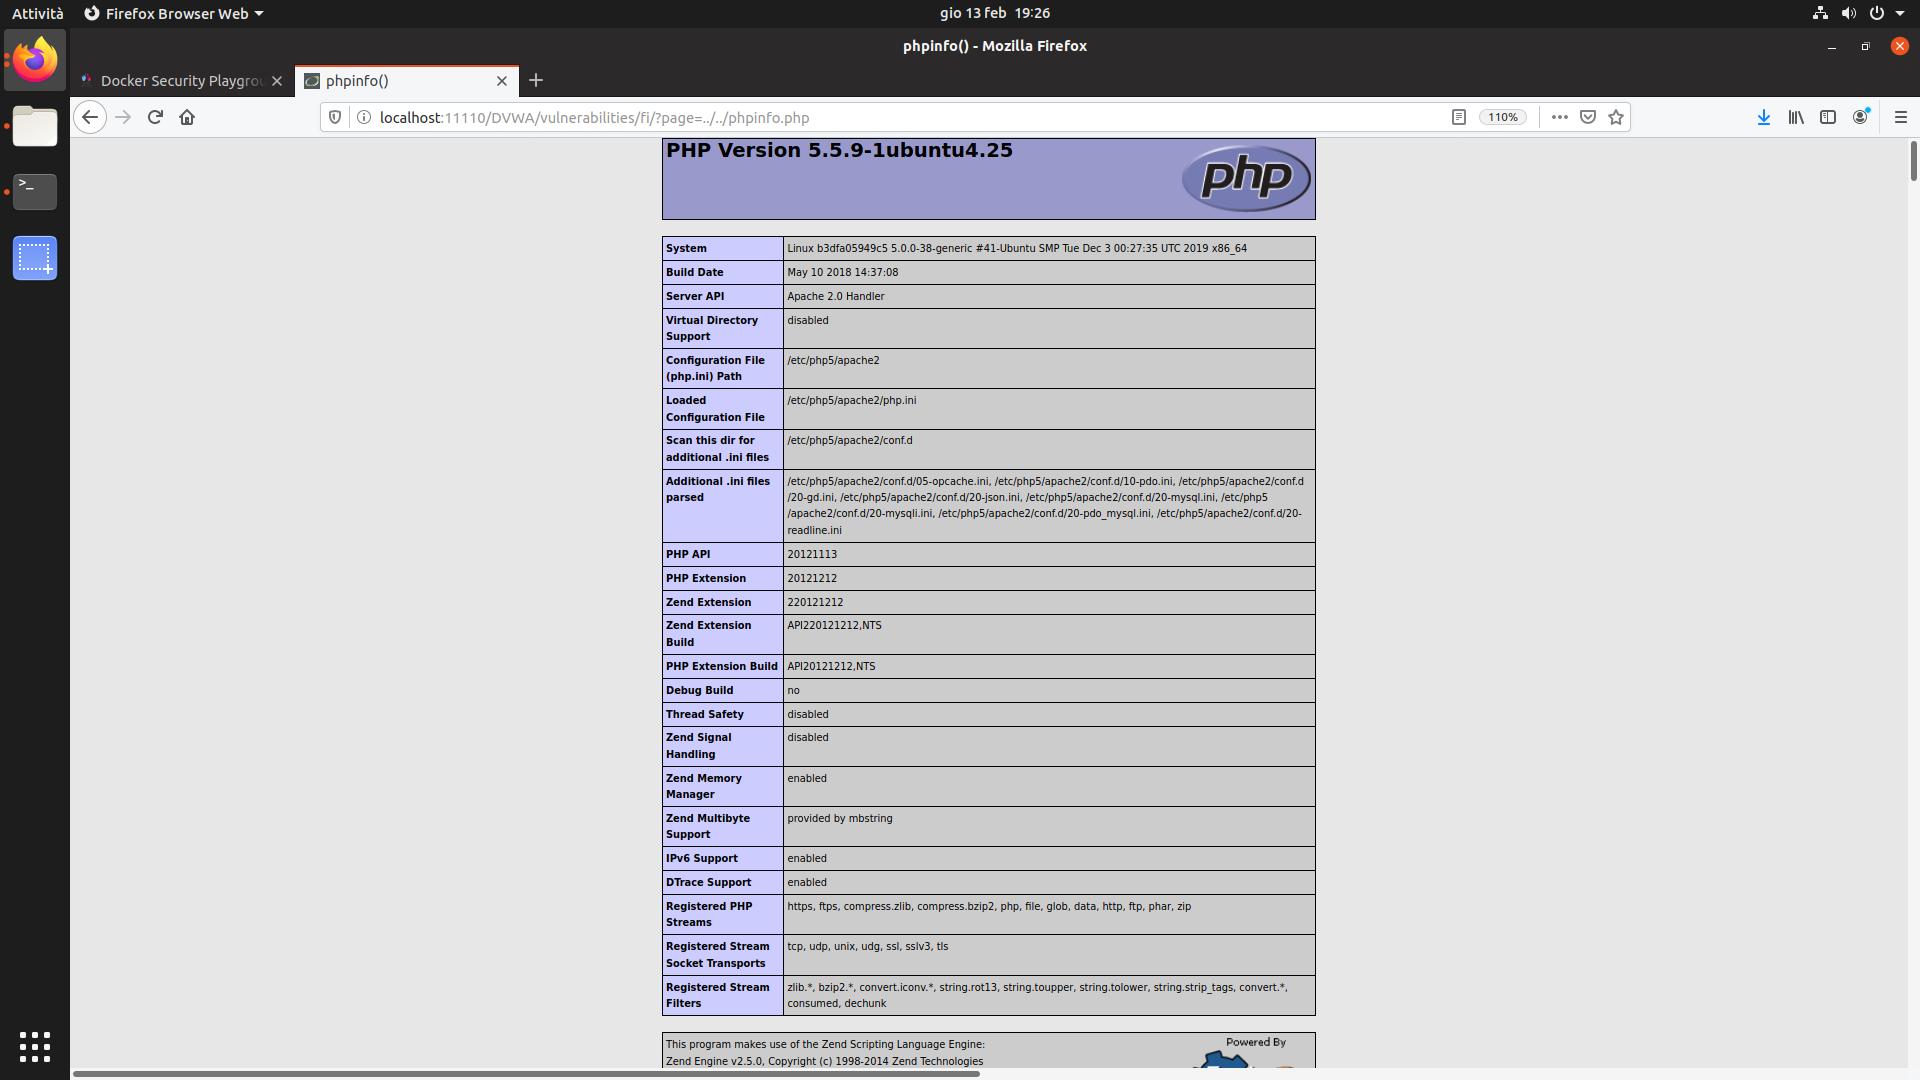 Attività
Firefox Browser Web
gio 13 feb 19:26
phpinfo() - Mozilla Firefox
Docker Security Playgrou
phpinfo()
localhost:11110/DVWA/vulnerabilities/fi/?page=../../phpinfo.php
110%
PHP Version 5.5.9-1ubuntu4.25
php
System
Linux b3dfa05949c5 5.0.0-38-generic #41-Ubuntu SMP Tue Dec 3 00:27:35 UTC 2019 x86_64
Build Date
May 10 2018 14:37:08
Server API
Apache 2.0 Handler
Virtual Directory
Support
disabled
Configuration File
(php.ini) Path
/etc/php5/apache2
Loaded
Configuration File
/etc/php5/apache2/php.ini
Scan this dir for
additional .ini files
/etc/php5/apache2/conf.d
Additional .ini files
parsed
/etc/php5/apache2/conf.d/05-opcache.ini, /etc/php5/apache2/conf.d/10-pdo.ini, /etc/php5/apache2/conf.d
/20-gd.ini, /etc/php5/apache2/conf.d/20-json.ini, /etc/php5/apache2/conf.d/20-mysql.ini, /etc/php5
/apache2/conf.d/20-mysqli.ini, /etc/php5/apache2/conf.d/20-pdo_mysql.ini, /etc/php5/apache2/conf.d/20-
readline.ini
PHP API
20121113
PHP Extension
20121212
Zend Extension
220121212
Zend Extension
Build
API220121212,NTS
PHP Extension Build
API20121212,NTS
Debug Build
no
Thread Safety
disabled
Zend Signal
Handling
disabled
Zend Memory
Manager
enabled
Zend Multibyte
Support
provided by mbstring
IPv6 Support
enabled
DTrace Support
enabled
Registered PHP
Streams
https, ftps, compress.zlib, compress.bzip2, php, file, glob, data, http, ftp, phar, zip
Registered Stream
Socket Transports
tcp, udp, unix, udg, ssl, sslv3, tls
Registered Stream
Filters
zlib.*, bzip2.*, convert.iconv.*, string.rot13, string.toupper, string.tolower, string.strip_tags, convert.*,
consumed, dechunk
This program makes use of the Zend Scripting Language Engine:
Zend Engine v2.5.0, Copyright (c) 1998-2014 Zend Technologies
Powered By